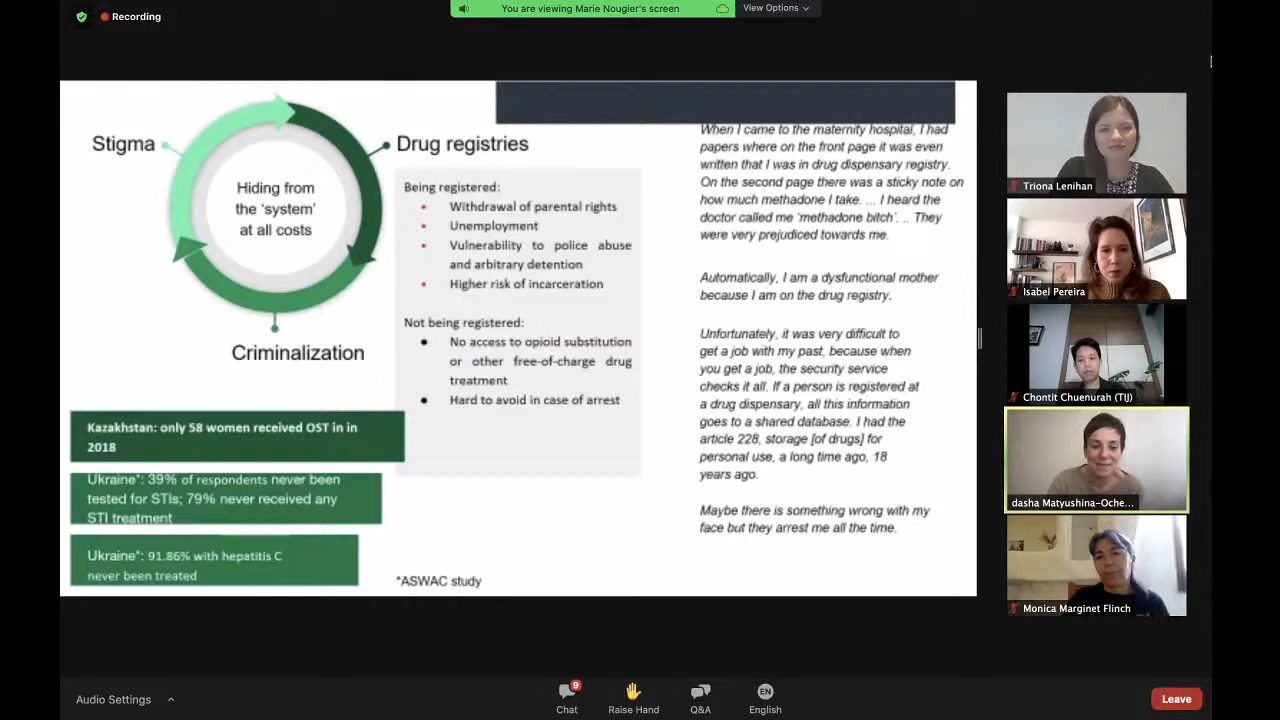 Recording
You are viewing Marie Nougier's screen
View Options
Stigma
Hiding from
the 'system'
at all costs
Criminalization
Drug registries
Being registered:
Withdrawal of parental rights
Unemployment
Vulnerability to police abuse
and arbitrary detention
Higher risk of incarceration
Not being registered:
No access to opioid substitution
or other free-of-charge drug
treatment
Hard to avoid in case of arrest
Kazakhstan: only 58 women received OST in in
2018
Ukraine*: 39% of respondents never been
tested for STIs; 79% never received any
STI treatment
Ukraine*: 91.86% with hepatitis C
never been treated
*ASWAC study
When I came to the maternity hospital, I had
papers where on the front page it was even
written that I was in drug dispensary registry.
On the second page there was a sticky note on
how much methadone I take. ... I heard the
doctor called me 'methadone bitch'. .. They
were very prejudiced towards me.
Automatically, I am a dysfunctional mother
because I am on the drug registry.
Unfortunately, it was very difficult to
get a job with my past, because when
you get a job, the security service
checks it all. If a person is registered at
a drug dispensary, all this information
goes to a shared database. I had the
article 228, storage [of drugs] for
personal use, a long time ago, 18
years ago.
Maybe there is something wrong with my
face but they arrest me all the time.
Triona Lenihan
Isabel Pereira
Chontit Chuenurah (TIJ)
dasha Matyushina-Oche...
Monica Marginet Flinch
Audio Settings
9
Chat
Raise Hand
Q&A
EN
English
Leave